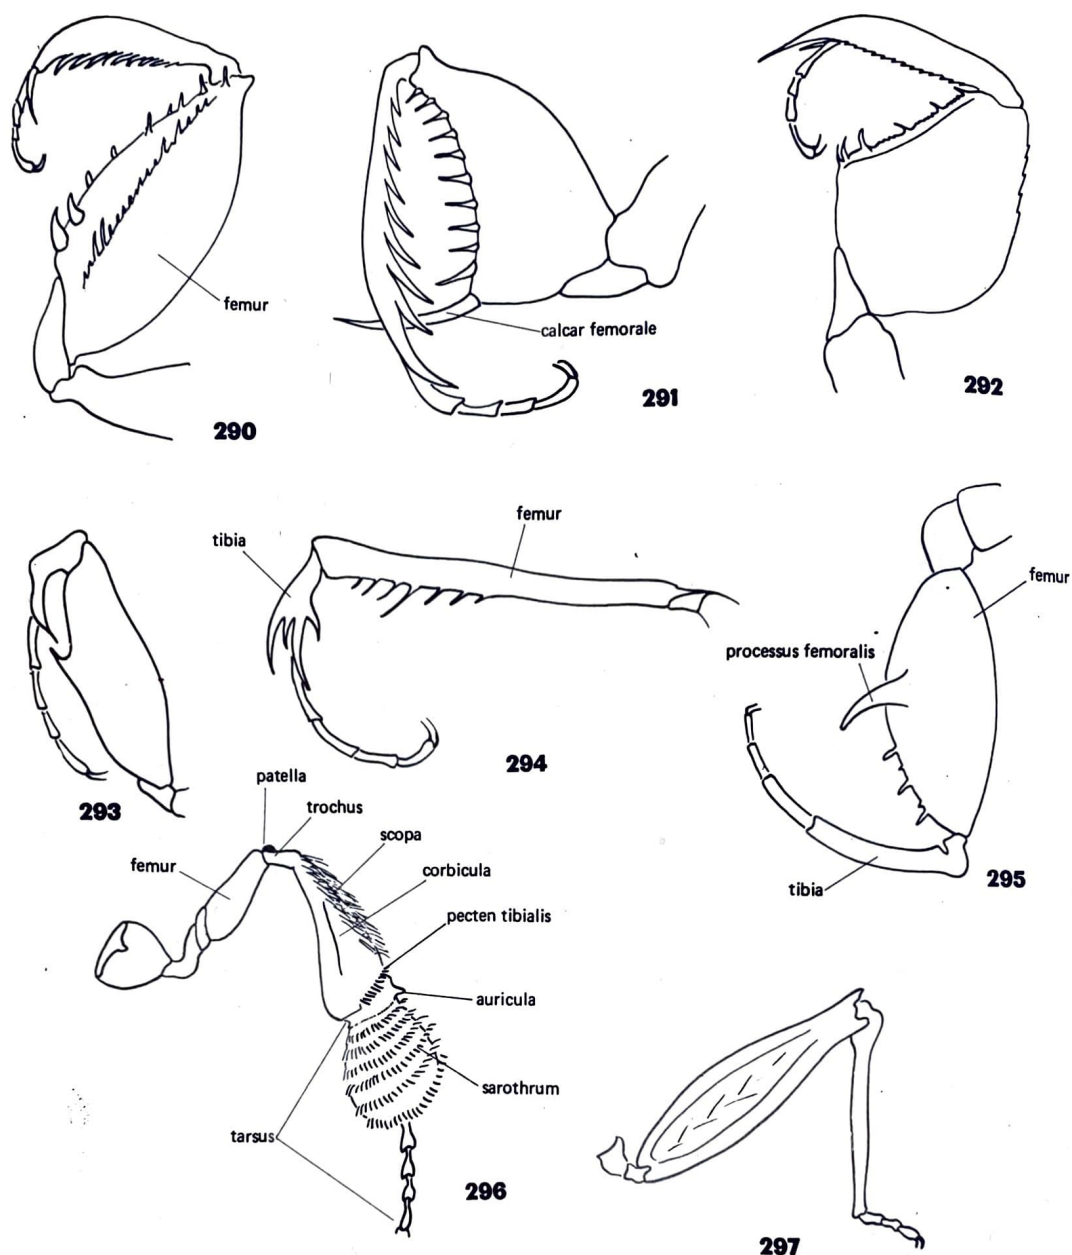 femur
290
calcar femorale
291
292
293
tibia
femur
294
femur
processus femoralis
tibia
295
patella
trochus
scopa
femur
corbicula
pecten tibialis
auricula
sarothrum
tarsus
296
297